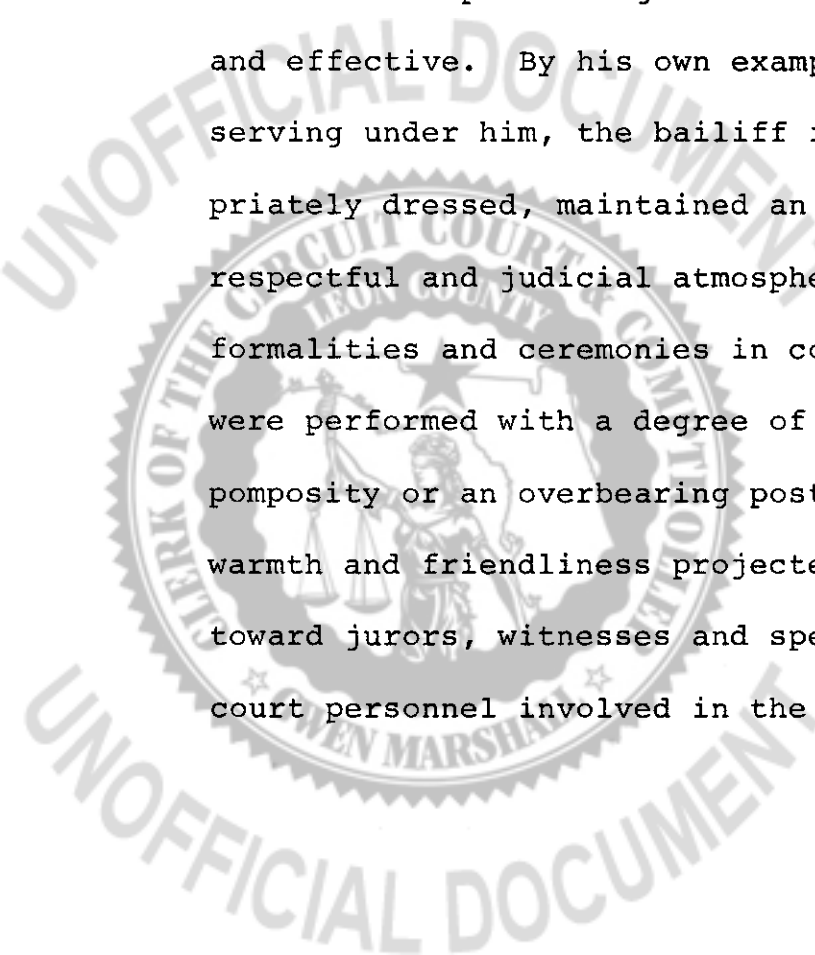 and effective. By his own examp
serving under him, the bailiff
priately dressed, maintained an
respectful and judicial atmosphe
formalities and ceremonies in co
were performed with a degree of
pomposity or an overbearing post
warmth and friendliness projecte
toward jurors, witnesses and spe
court personnel involved in the
UNOFFICIAL DOCUMENT
CLERK OF THE CIRCUIT COURT & COMPTROLLER
LEON COUNTY
GWEN MARSHALL
UNOFFICIAL DOCUMENT